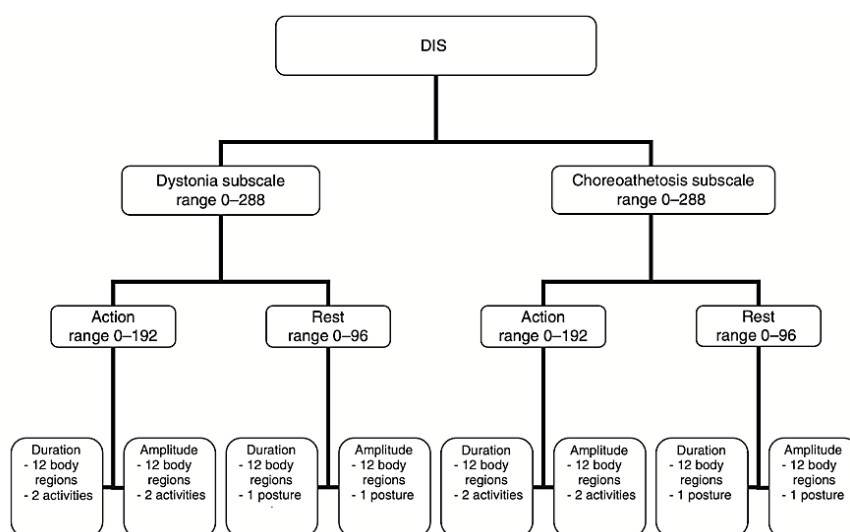 DIS
Dystonia subscale
range 0–288
Choreoathetosis subscale
range 0–288
Action
range 0–192
Rest
range 0–96
Action
range 0–192
Rest
range 0–96
Duration
- 12 body
regions
- 2 activities
Amplitude
- 12 body
regions
- 2 activities
Duration
- 12 body
regions
- 1 posture
Amplitude
- 12 body
regions
- 1 posture
Duration
- 12 body
regions
- 2 activities
Amplitude
- 12 body
regions
- 2 activities
Duration
- 12 body
regions
- 1 posture
Amplitude
- 12 body
regions
- 1 posture